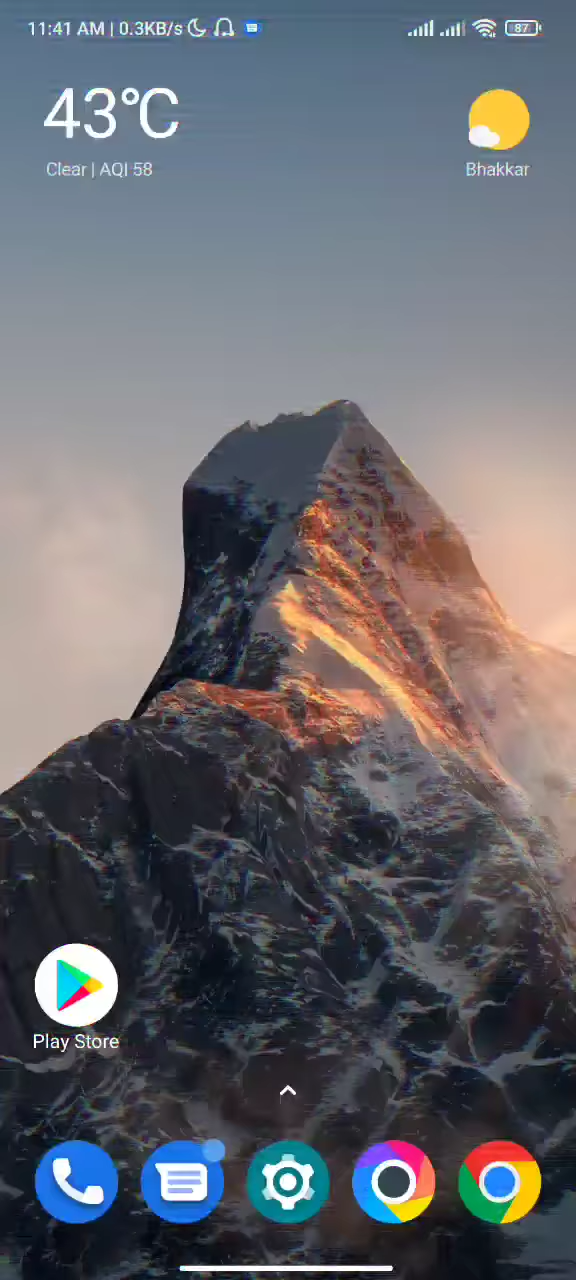 11:41 AM | 0.3KB/s
87
43°C
Clear | AQI 58
Bhakkar
Play Store